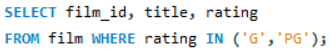 SELECT film_id, title, rating
FROM film WHERE rating IN ('G','PG');